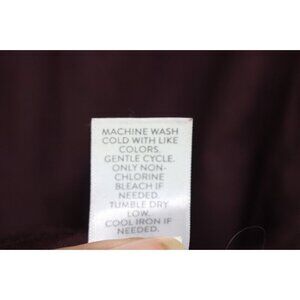 MACHINE WASH
COLD WITH LIKE
COLORS.
GENTLE CYCLE.
ONLY NON-
CHLORINE
BLEACH IF
NEEDED.
TUMBLE DRY
LOW.
COOL IRON IF
NEEDED.